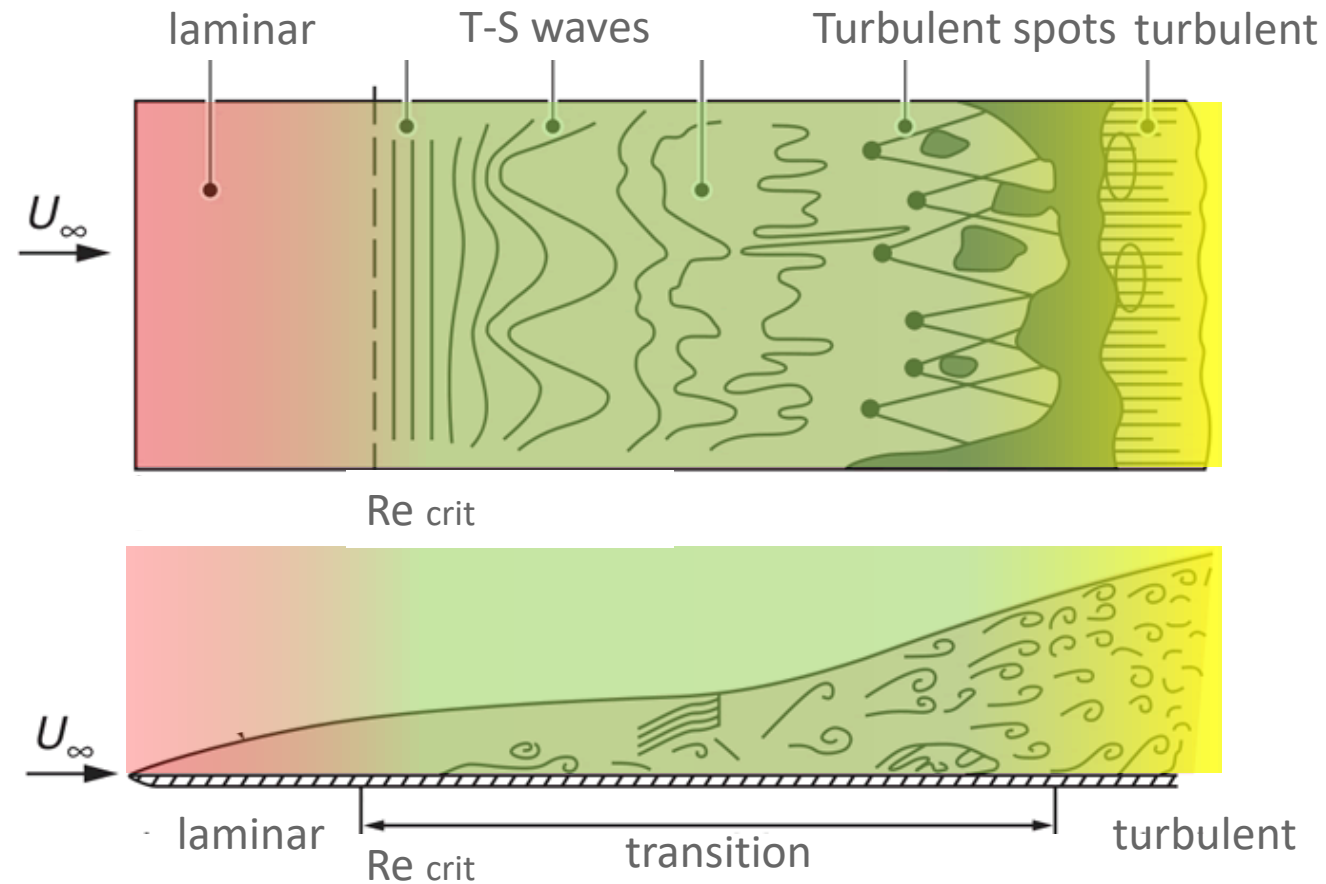 laminar T-S waves Turbulent spots turbulent
U∞
Re crit
U∞
laminar Re crit transition turbulent